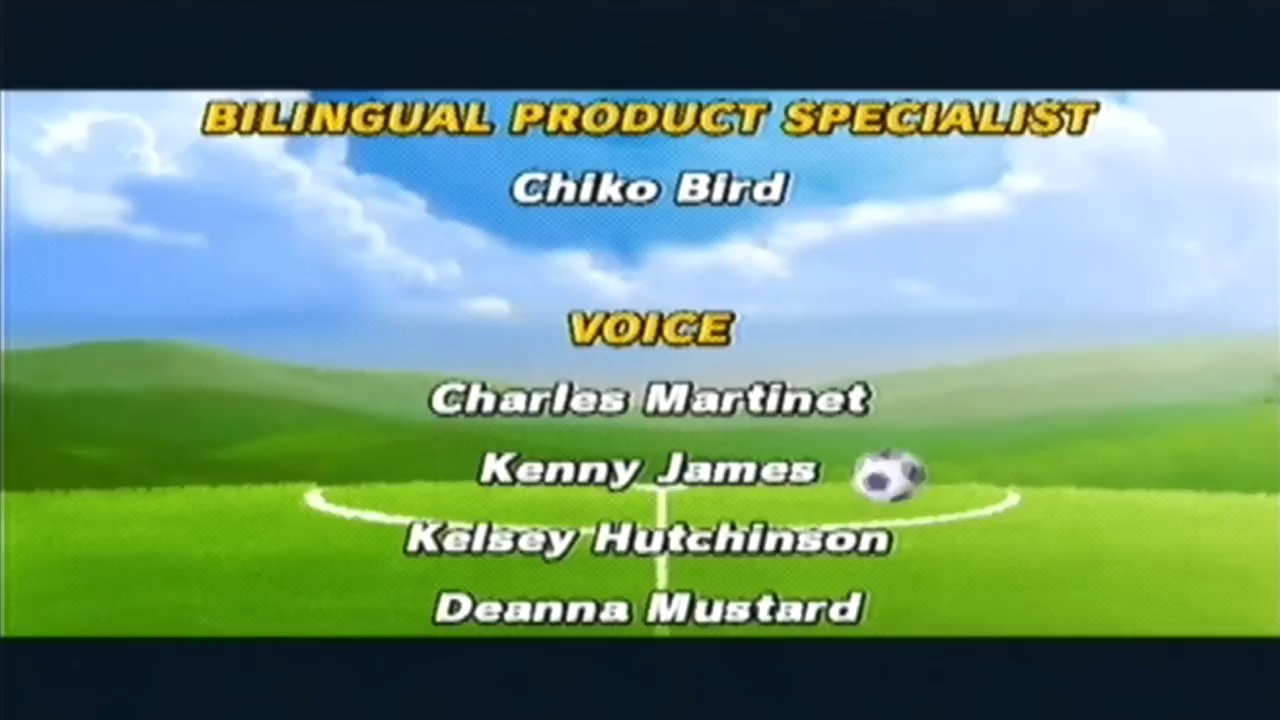 BILINGUAL PRODUCT SPECIALIST
Chiko Bird
VOICE
Charles Martinet
Kenny James
Kelsey Hutchinson
Deanna Mustard